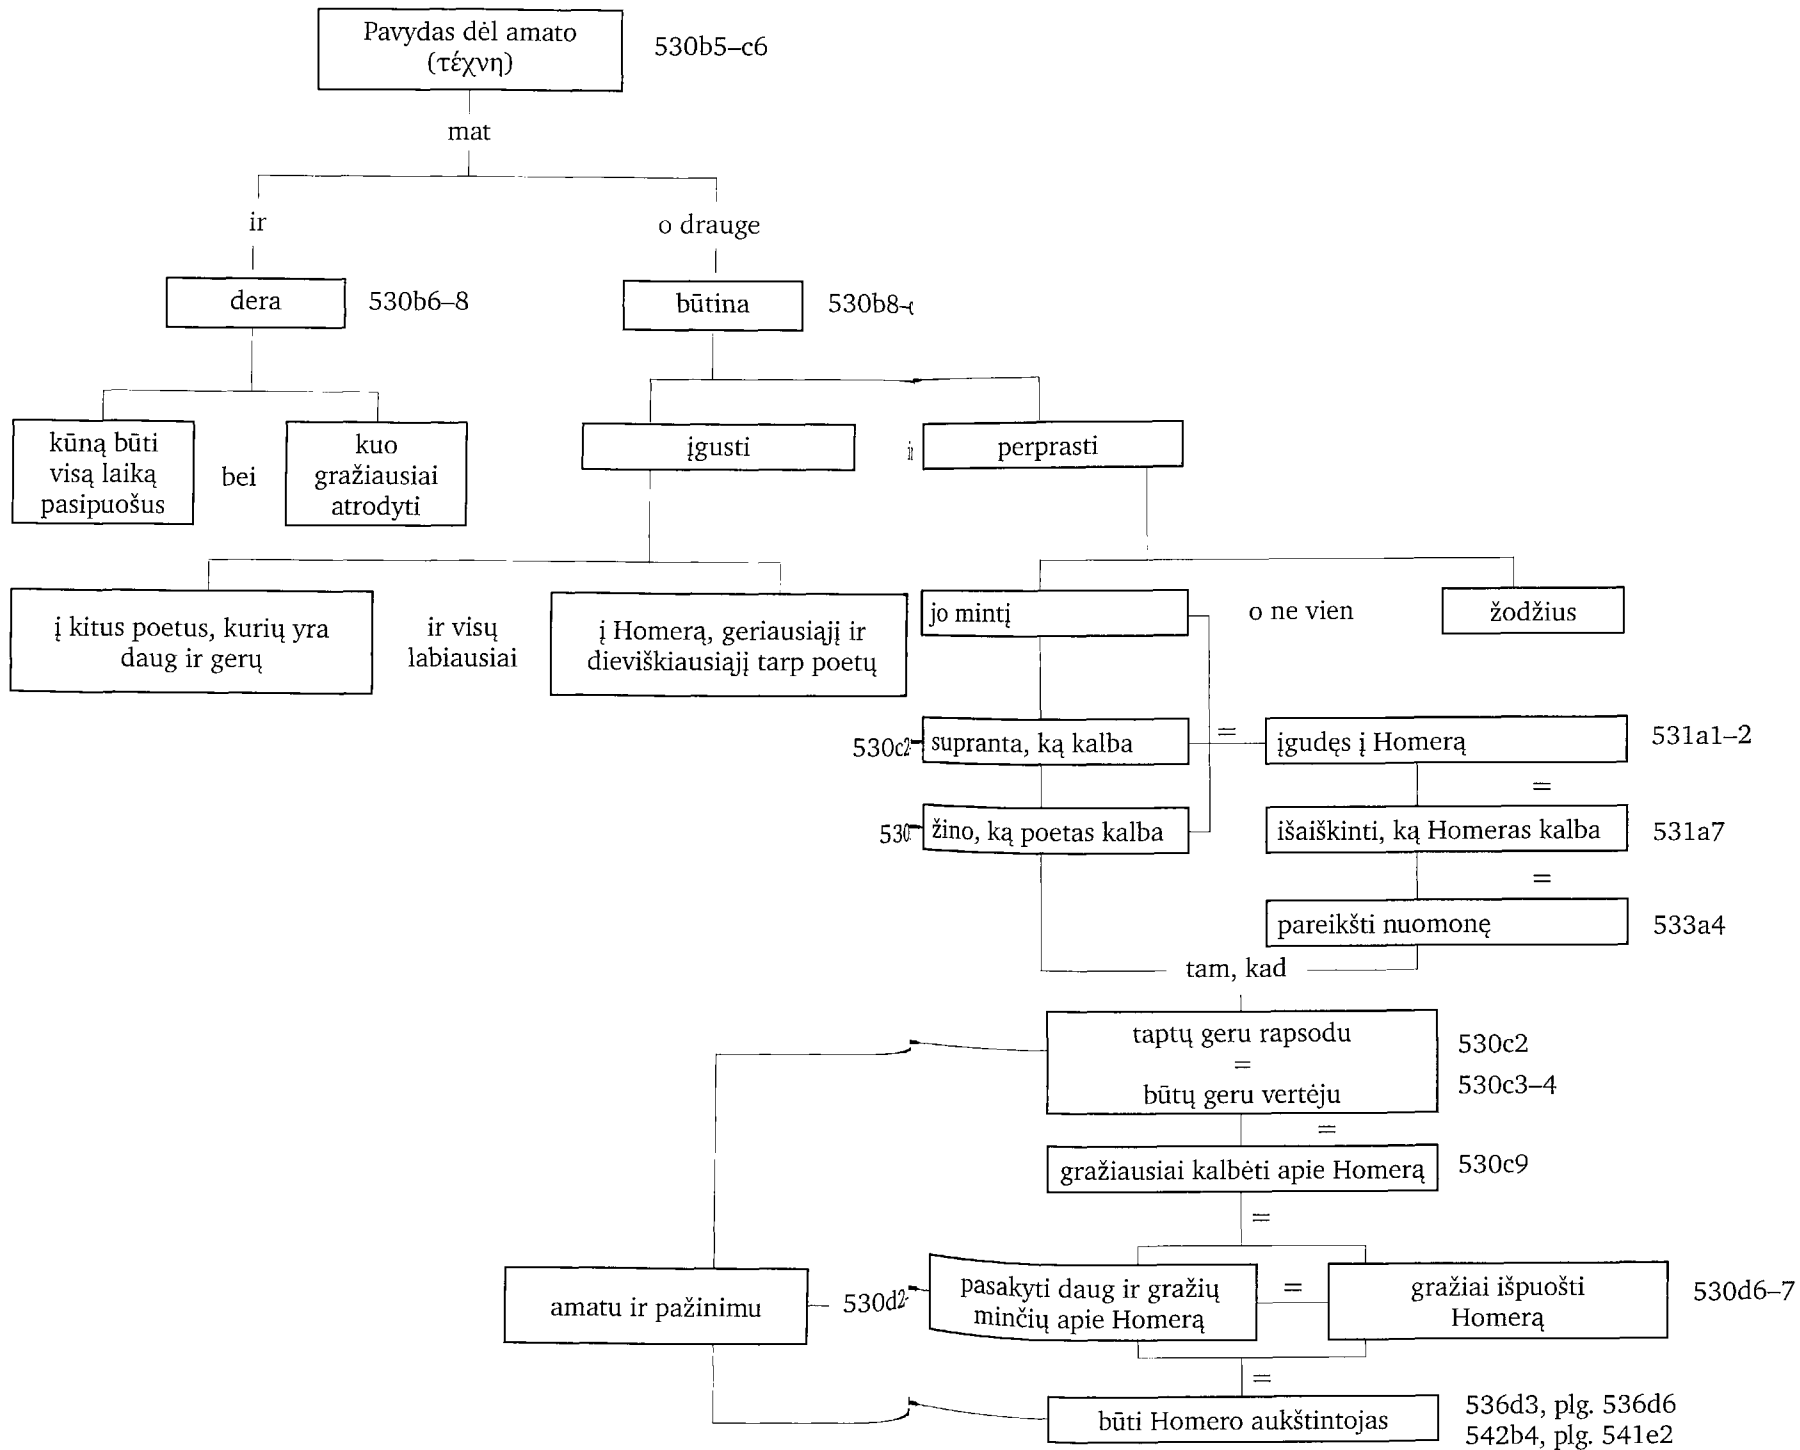 Pavydas dėl amato
(τέχνη)
530b5–c6
mat
ir
o drauge
dera
530b6–8
būtina
530b8–
kūną būti
visą laiką
pasipuošus
bei
kuo
gražiausiai
atrodyti
įgusti
perprasti
į kitus poetus, kurių yra
daug ir gerų
ir visų
labiausiai
į Homerą, geriausiąjį ir
dieviškiausiąjį tarp poetų
jo mintį
o ne vien
žodžius
530c2
supranta, ką kalba
=
įgudęs į Homerą
531a1–2
=
530
žino, ką poetas kalba
išaiškinti, ką Homeras kalba
531a7
=
pareikšti nuomonę
533a4
tam, kad
taptų geru rapsodu
=
būtų geru vertėju
530c2
530c3–4
=
gražiausiai kalbėti apie Homerą
530c9
=
amatu ir pažinimu
530d2
pasakyti daug ir gražių
minčių apie Homerą
=
gražiai išpuošti
Homerą
530d6–7
=
būti Homero aukštintojas
536d3, plg. 536d6
542b4, plg. 541e2